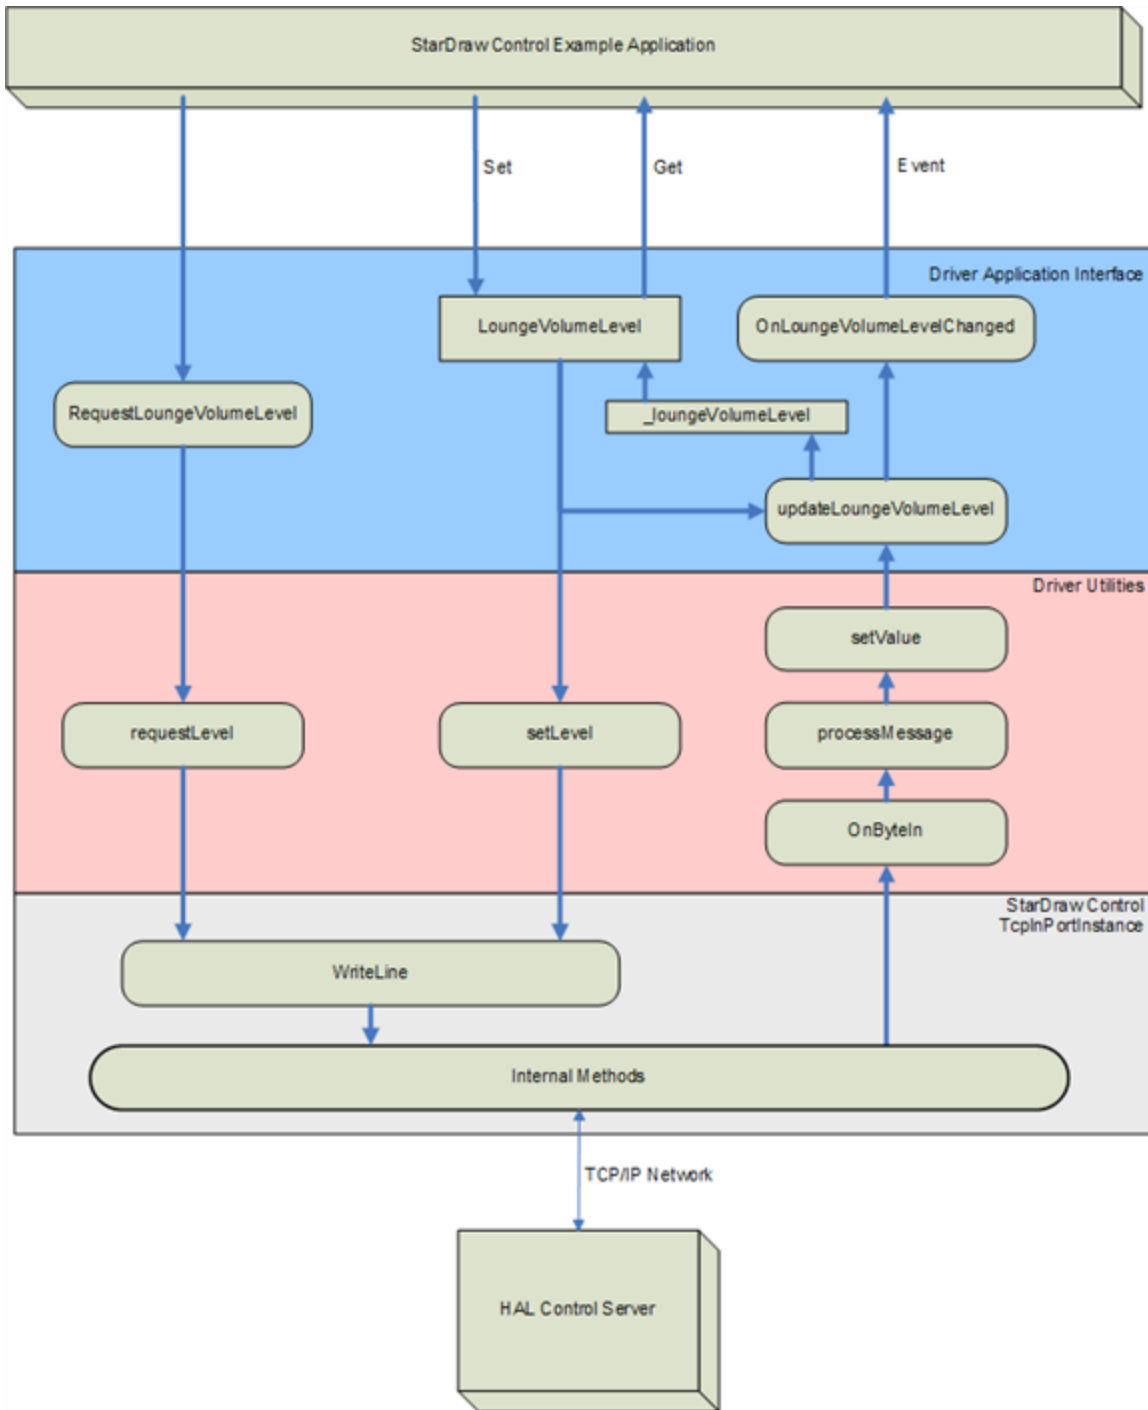 StarDraw Control Example Application
Set
Get
Event
Driver Application Interface
LoungeVolumeLevel
OnLoungeVolumeLevelChanged
RequestLoungeVolumeLevel
_loungeVolumeLevel
updateLoungeVolumeLevel
Driver Utilities
setValue
requestLevel
setLevel
processMessage
OnByteIn
StarDraw Control
TcpInPortInstance
WriteLine
Internal Methods
TCP/IP Network
HAL Control Server